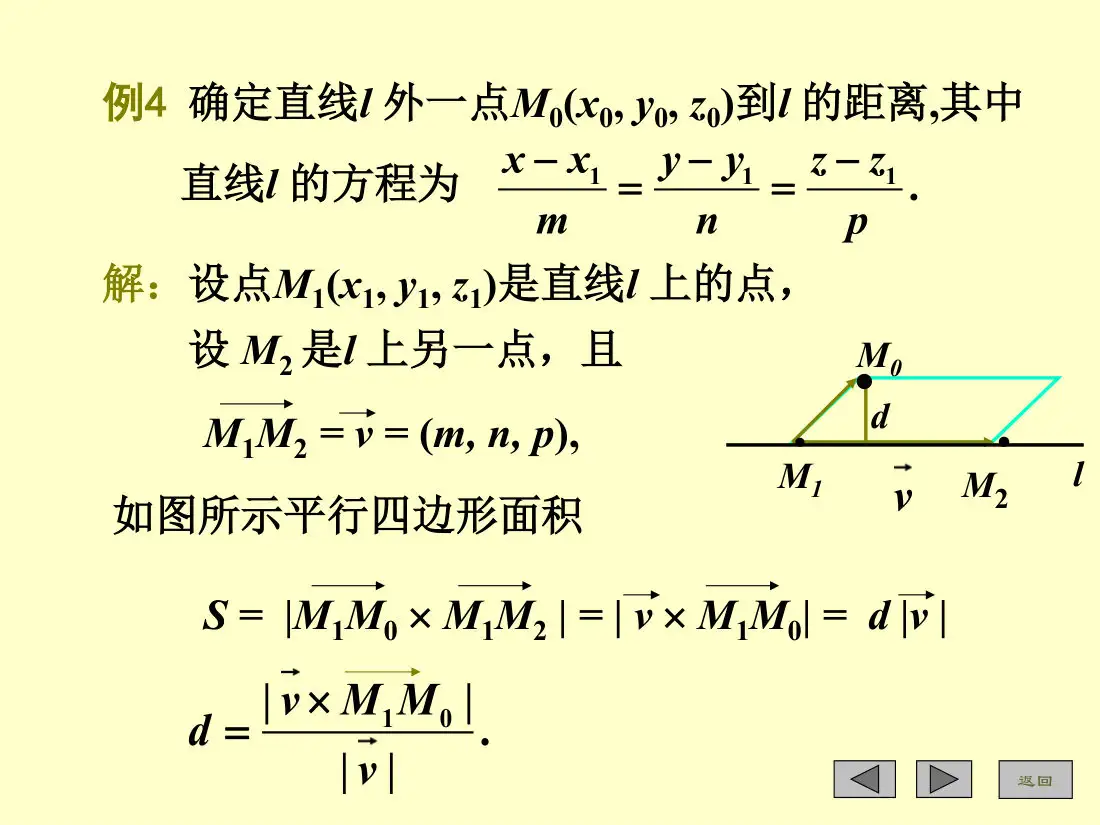 例4 确定直线l 外一点M₀(x₀, y₀, z₀)到l 的距离,其中
直线l 的方程为 (x − x₁)/m = (y − y₁)/n = (z − z₁)/p .
解：设点M₁(x₁, y₁, z₁)是直线l 上的点，
设 M₂ 是l 上另一点，且
M₁M₂ = v = (m, n, p),
M₀
d
M₁
v
M₂
l
如图所示平行四边形面积
S = |M₁M₀ × M₁M₂ | = | v × M₁M₀| = d |v |
d = | v × M₁M₀ | / | v | .
返回